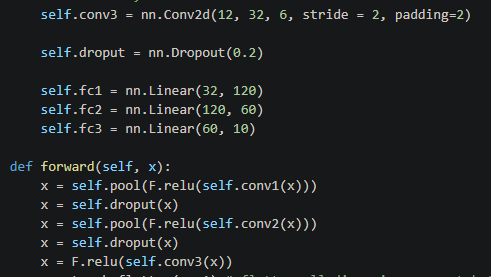 self.conv3 = nn.Conv2d(12, 32, 6, stride = 2, padding=2)
self.droput = nn.Dropout(0.2)
self.fc1 = nn.Linear(32, 120)
self.fc2 = nn.Linear(120, 60)
self.fc3 = nn.Linear(60, 10)
def forward(self, x):
x = self.pool(F.relu(self.conv1(x)))
x = self.droput(x)
x = self.pool(F.relu(self.conv2(x)))
x = self.droput(x)
x = F.relu(self.conv3(x))